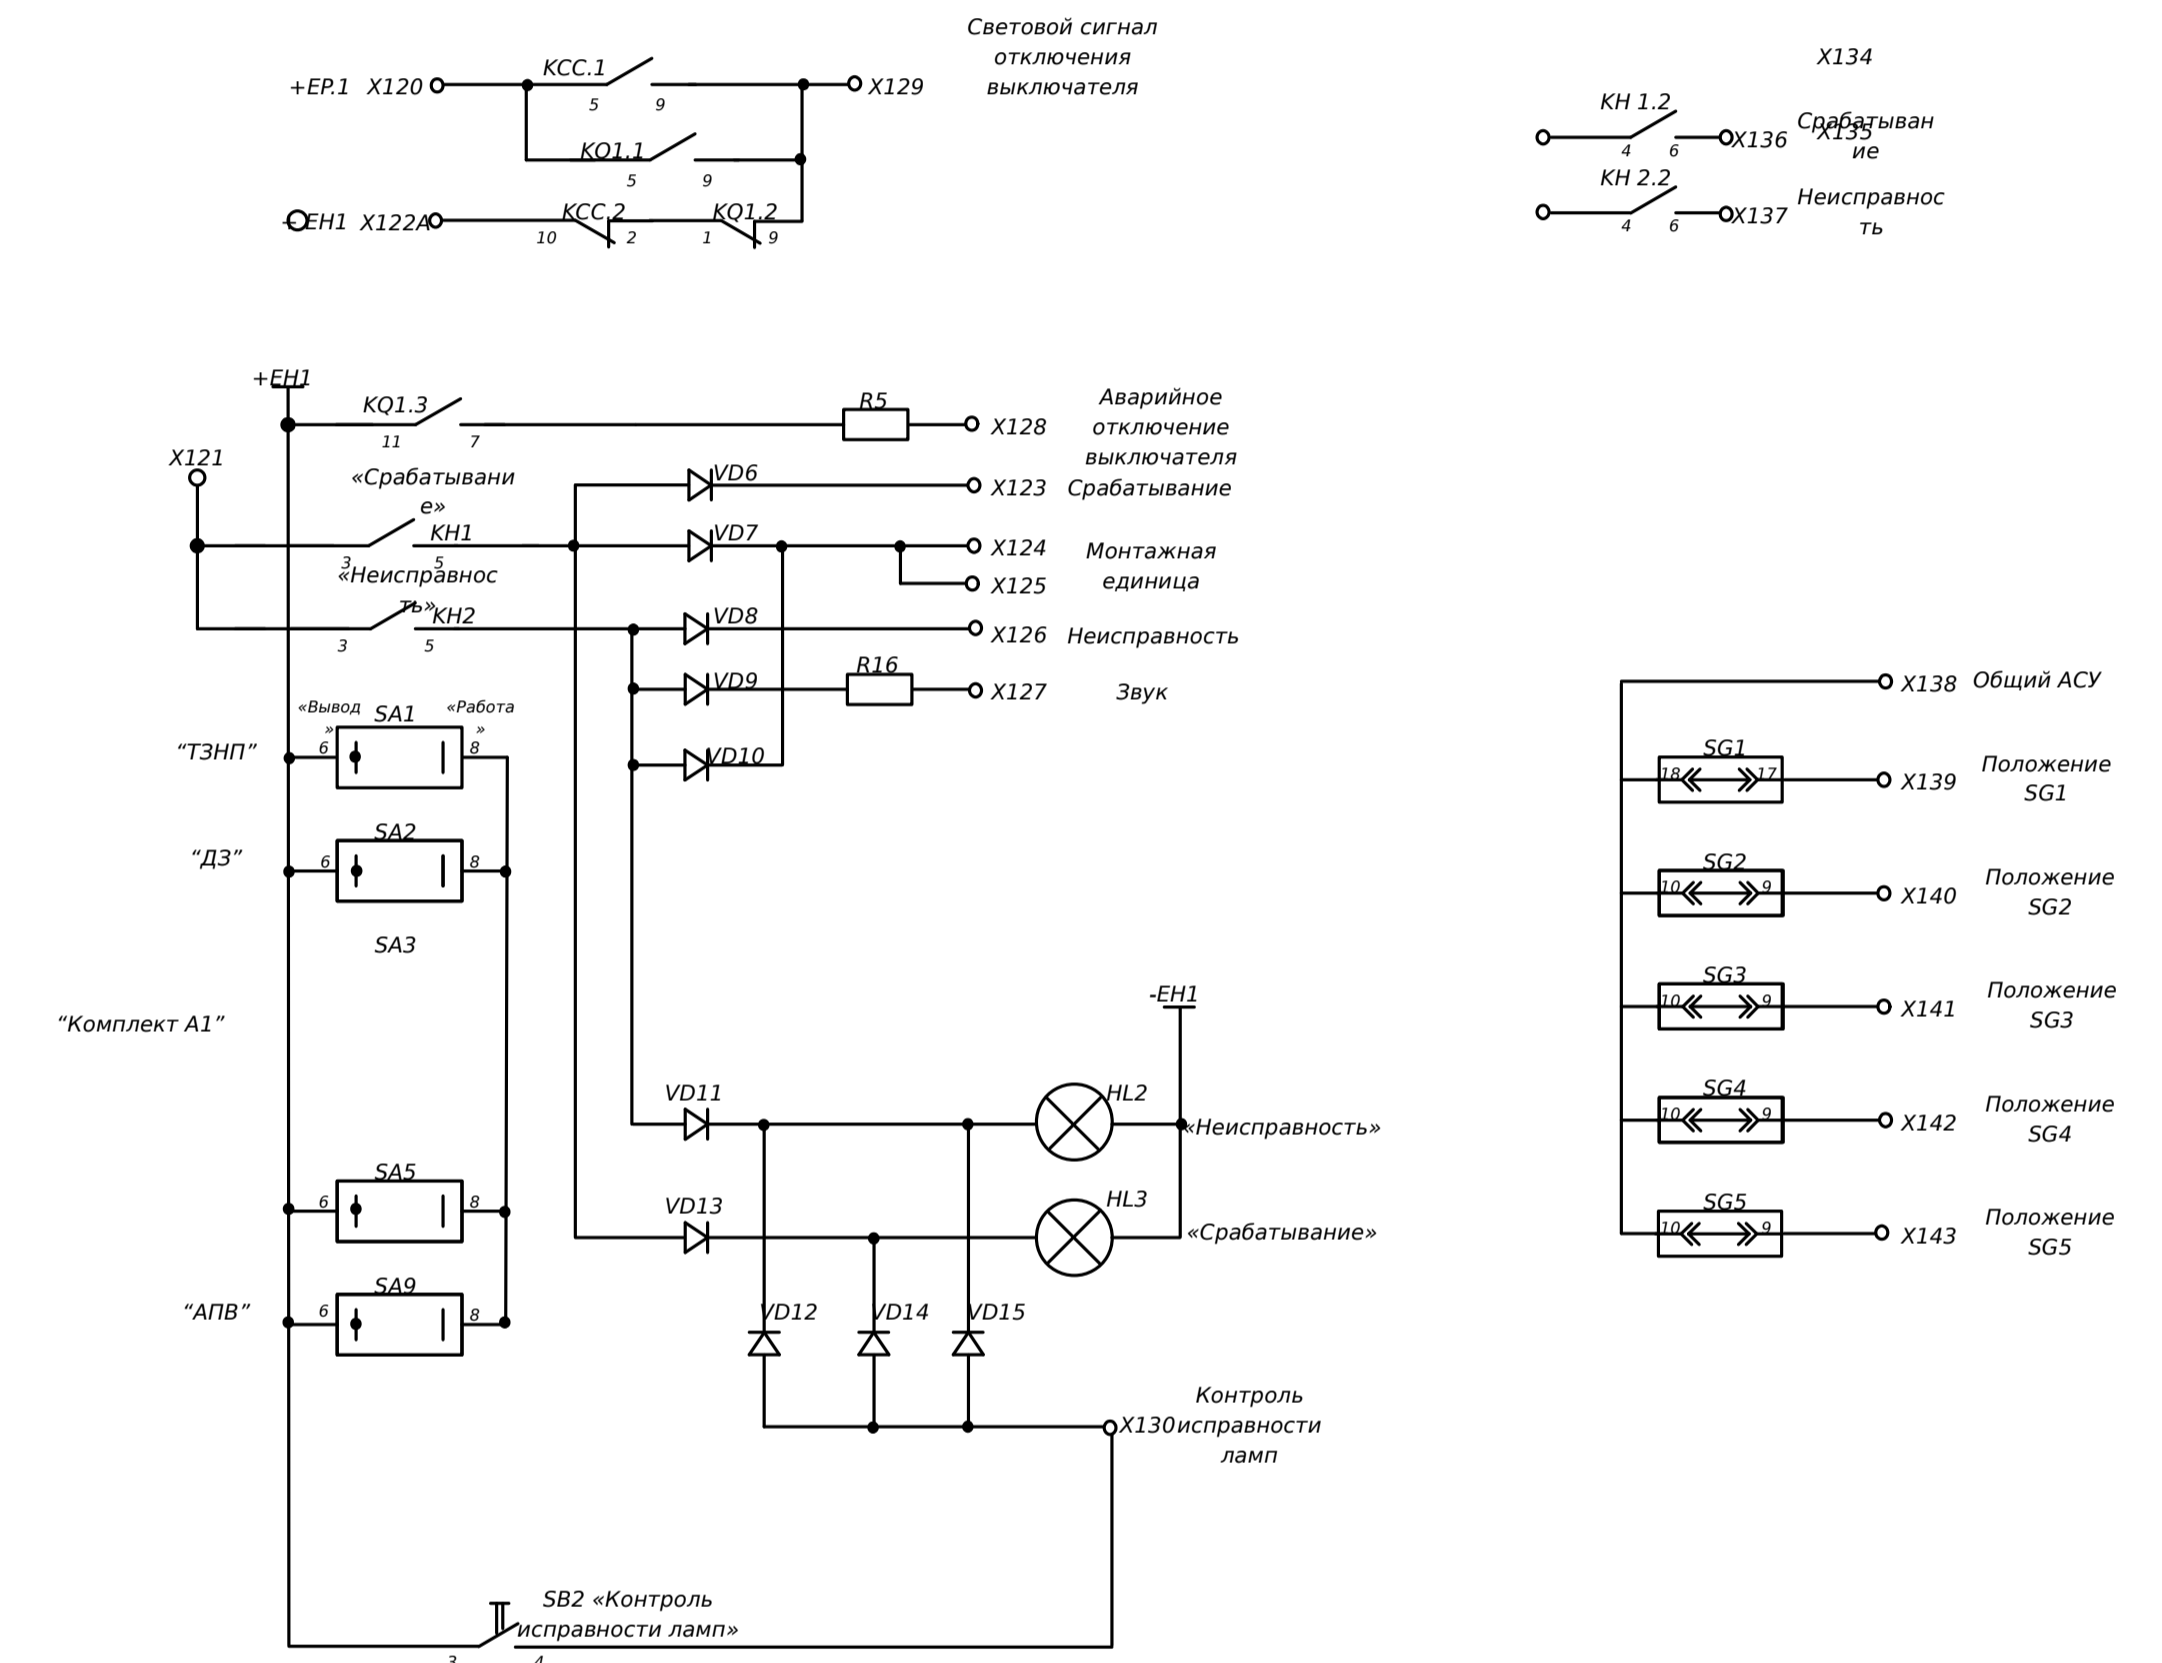 Световой сигнал
отключения
выключателя
+EP.1 X120
KCC.1
5 9
X129
KQ1.1
5 9
+ EH1 X122A
KCC.2
10 2
KQ1.2
1 9
X134
KH 1.2
4 6
X136
Срабатыван
ие
X135
KH 2.2
4 6
X137
Неисправнос
ть
+EH1
KQ1.3
11 7
R5
X128
Аварийное
отключение
выключателя
X121
«Срабатывани
е»
VD6
X123 Срабатывание
KH1
3 5
VD7
X124
X125
Монтажная
единица
«Неисправнос
ть»
KH2
3 5
VD8
X126 Неисправность
VD9
R16
X127 Звук
VD10
«Вывод
»
SA1
«Работа
»
“ТЗНП”
6 8
SA2
“ДЗ”
6 8
SA3
“Комплект А1”
SA5
6 8
SA9
“АПВ”
6 8
-EH1
VD11
HL2
«Неисправность»
VD13
HL3
«Срабатывание»
VD12 VD14 VD15
X130
Контроль
исправности
ламп
SB2 «Контроль
исправности ламп»
3 4
X138 Общий АСУ
SG1
18 17
X139
Положение
SG1
SG2
10 9
X140
Положение
SG2
SG3
10 9
X141
Положение
SG3
SG4
10 9
X142
Положение
SG4
SG5
10 9
X143
Положение
SG5